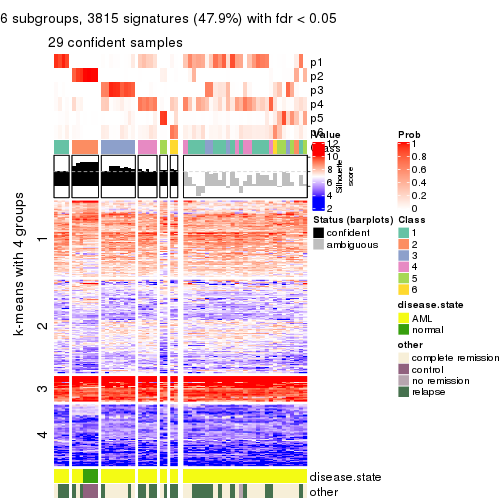 6 subgroups, 3815 signatures (47.9%) with fdr < 0.05
29 confident samples
p1
p2
p3
p4
p5
p6
Class
Silhouette
score
k-means with 4 groups
1
2
3
4
disease.state
other
Value
12
10
8
6
4
2
Status (barplots)
confident
ambiguous
Prob
1
0.8
0.6
0.4
0.2
0
Class
1
2
3
4
5
6
disease.state
AML
normal
other
complete remission
control
no remission
relapse